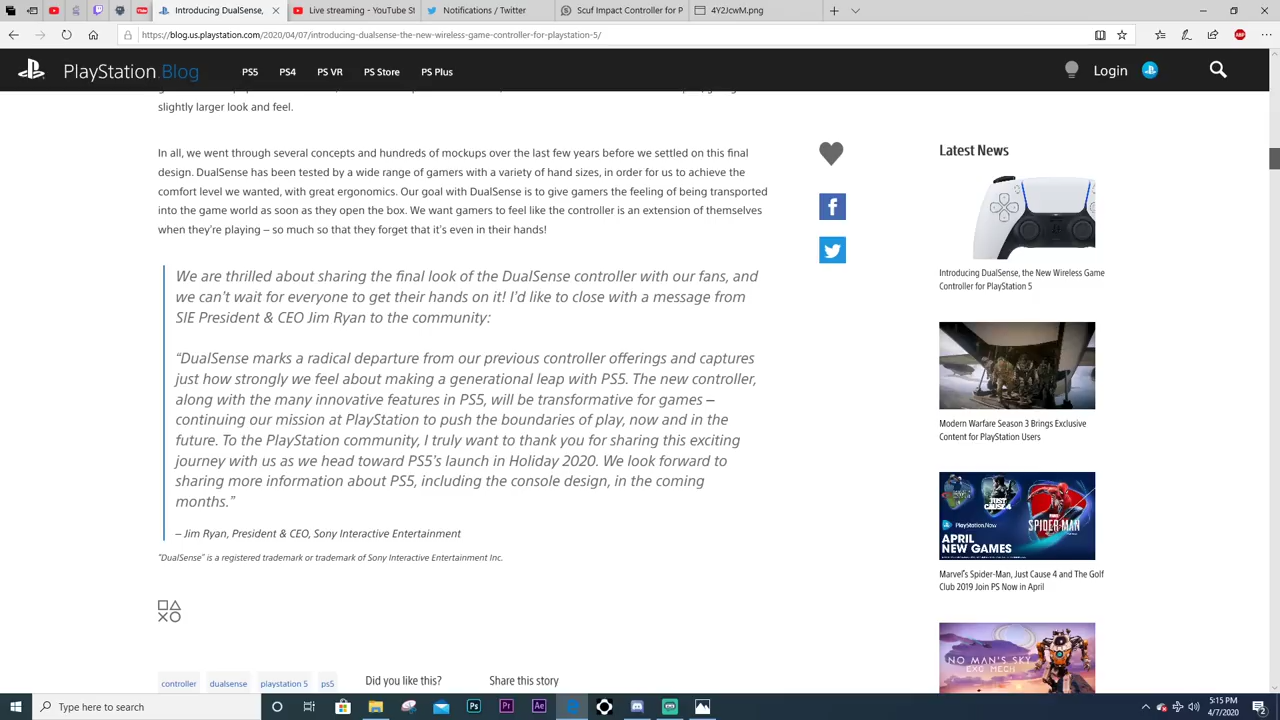 Introducing DualSense,
Live streaming - YouTube St
Notifications / Twitter
Scuf Impact Controller for P
4Y2JcwM.png
https://blog.us.playstation.com/2020/04/07/introducing-dualsense-the-new-wireless-game-controller-for-playstation-5/
PlayStation.Blog
PS5
PS4
PS VR
PS Store
PS Plus
Login
slightly larger look and feel.
In all, we went through several concepts and hundreds of mockups over the last few years before we settled on this final
design. DualSense has been tested by a wide range of gamers with a variety of hand sizes, in order for us to achieve the
comfort level we wanted, with great ergonomics. Our goal with DualSense is to give gamers the feeling of being transported
into the game world as soon as they open the box. We want gamers to feel like the controller is an extension of themselves
when they're playing – so much so that they forget that it's even in their hands!
We are thrilled about sharing the final look of the DualSense controller with our fans, and
we can't wait for everyone to get their hands on it! I'd like to close with a message from
SIE President & CEO Jim Ryan to the community:
“DualSense marks a radical departure from our previous controller offerings and captures
just how strongly we feel about making a generational leap with PS5. The new controller,
along with the many innovative features in PS5, will be transformative for games –
continuing our mission at PlayStation to push the boundaries of play, now and in the
future. To the PlayStation community, I truly want to thank you for sharing this exciting
journey with us as we head toward PS5's launch in Holiday 2020. We look forward to
sharing more information about PS5, including the console design, in the coming
months.”
– Jim Ryan, President & CEO, Sony Interactive Entertainment
“DualSense” is a registered trademark or trademark of Sony Interactive Entertainment Inc.
controller
dualsense
playstation 5
ps5
Did you like this?
Share this story
Latest News
Introducing DualSense, the New Wireless Game
Controller for PlayStation 5
Modern Warfare Season 3 Brings Exclusive
Content for PlayStation Users
JUST CAUSE 4
PlayStation.Now
SPIDER-MAN
APRIL
NEW GAMES
Marvel's Spider-Man, Just Cause 4 and The Golf
Club 2019 Join PS Now in April
NO MAN'S SKY
EXO MECH
Type here to search
Ps
Pr
Ae
5:15 PM
4/7/2020
2